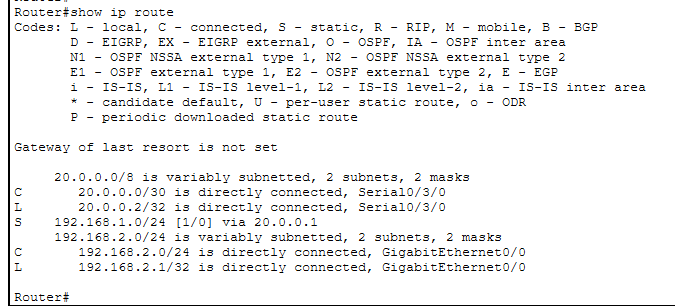 Router#show ip route
Codes: L - local, C - connected, S - static, R - RIP, M - mobile, B - BGP
       D - EIGRP, EX - EIGRP external, O - OSPF, IA - OSPF inter area
       N1 - OSPF NSSA external type 1, N2 - OSPF NSSA external type 2
       E1 - OSPF external type 1, E2 - OSPF external type 2, E - EGP
       i - IS-IS, L1 - IS-IS level-1, L2 - IS-IS level-2, ia - IS-IS inter area
       * - candidate default, U - per-user static route, o - ODR
       P - periodic downloaded static route

Gateway of last resort is not set

     20.0.0.0/8 is variably subnetted, 2 subnets, 2 masks
C       20.0.0.0/30 is directly connected, Serial0/3/0
L       20.0.0.2/32 is directly connected, Serial0/3/0
S    192.168.1.0/24 [1/0] via 20.0.0.1
     192.168.2.0/24 is variably subnetted, 2 subnets, 2 masks
C       192.168.2.0/24 is directly connected, GigabitEthernet0/0
L       192.168.2.1/32 is directly connected, GigabitEthernet0/0

Router#